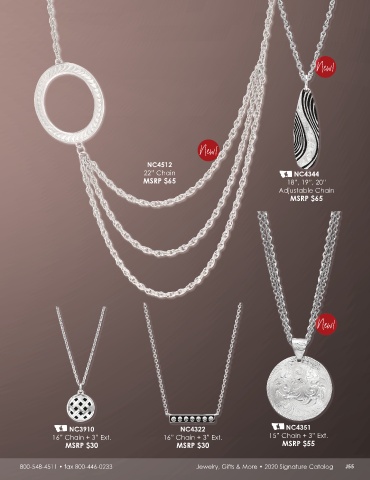 New!
New!
NC4512
22" Chain
MSRP $65
NC4344
18", 19", 20"
Adjustable Chain
MSRP $65
New!
NC3910
16" Chain + 3" Ext.
MSRP $30
NC4322
16" Chain + 3" Ext.
MSRP $30
NC4351
15" Chain + 3" Ext.
MSRP $55
800-548-4511 • fax 800-446-0233
Jewelry, Gifts & More • 2020 Signature Catalog